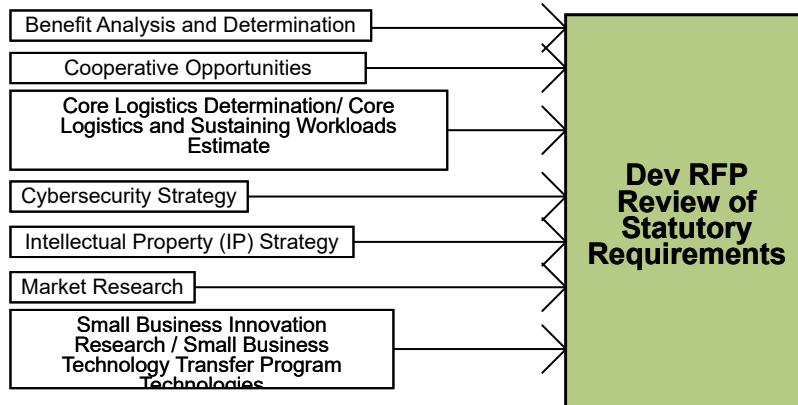 Benefit Analysis and Determination
Cooperative Opportunities
Core Logistics Determination/ Core
Logistics and Sustaining Workloads
Estimate
Cybersecurity Strategy
Intellectual Property (IP) Strategy
Market Research
Small Business Innovation
Research / Small Business
Technology Transfer Program
Technologies
Dev RFP
Review of
Statutory
Requirements